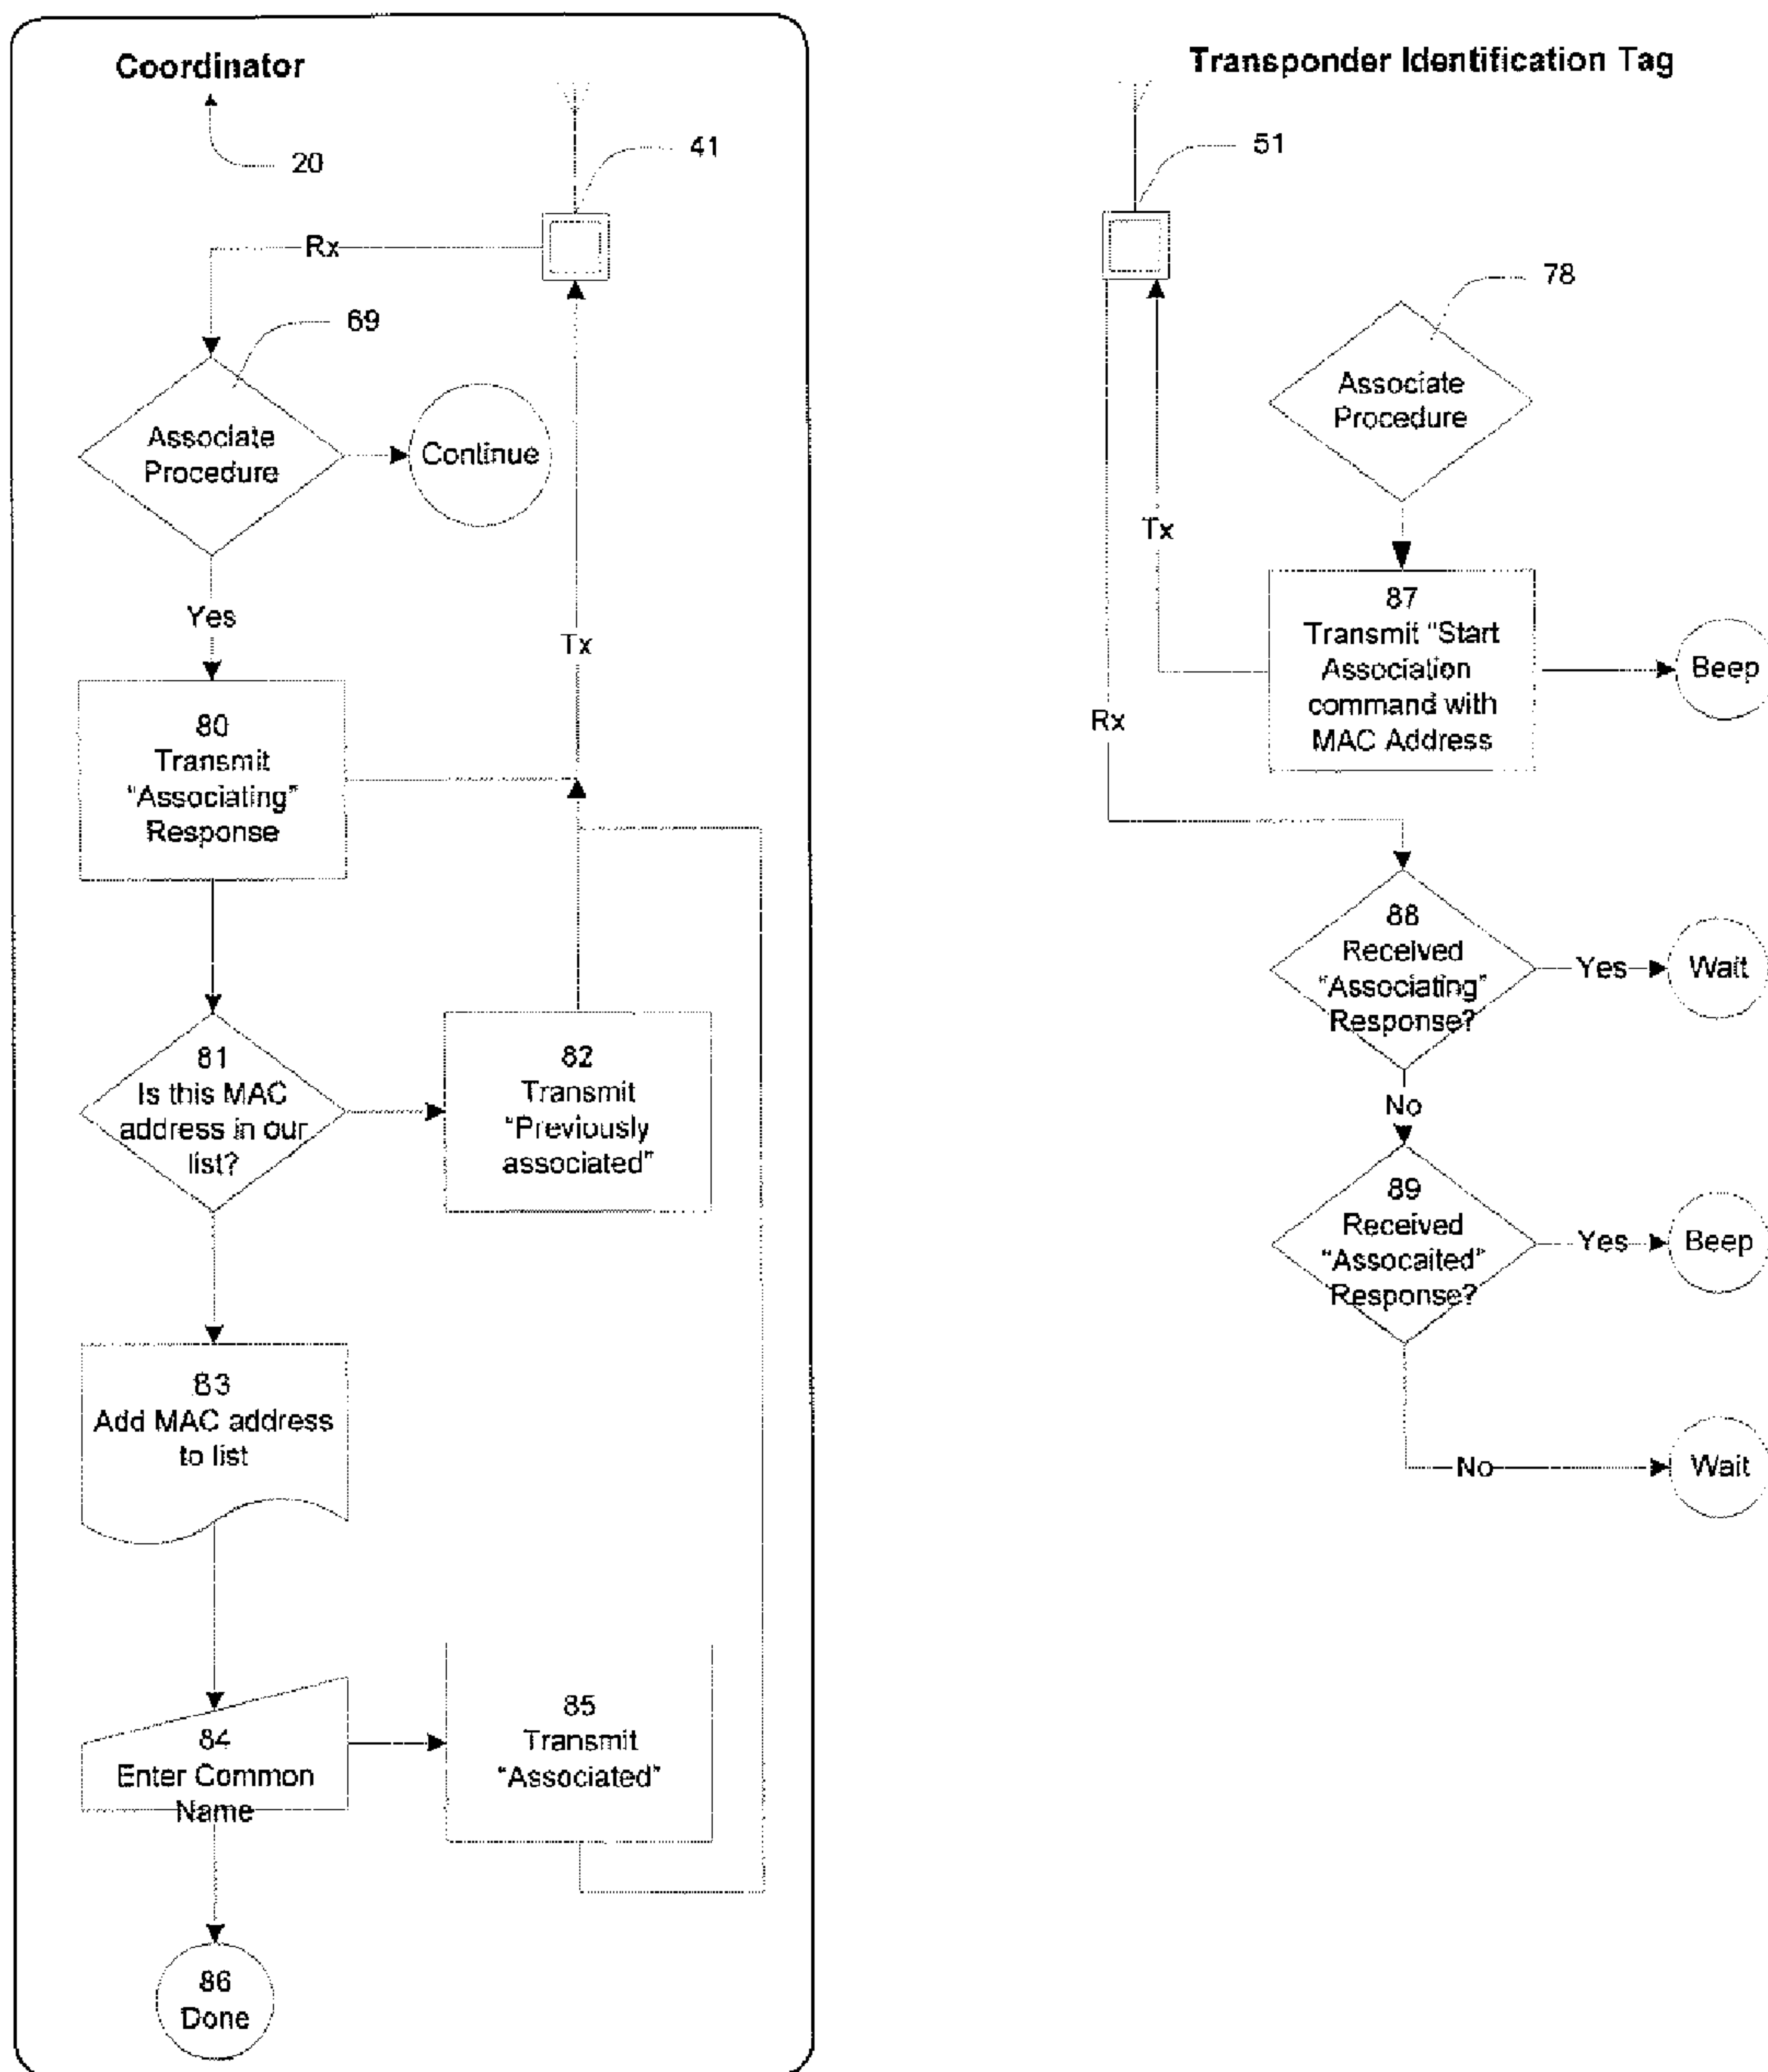 Coordinator
20
41
Rx
69
Associate
Procedure
Continue
Yes
Tx
80
Transmit
“Associating”
Response
81
Is this MAC
address in our
list?
82
Transmit
“Previously
associated”
83
Add MAC address
to list
84
Enter Common
Name
85
Transmit
“Associated”
86
Done
Transponder Identification Tag
51
78
Associate
Procedure
Tx
Rx
87
Transmit “Start
Association
command with
MAC Address
Beep
88
Received
“Associating”
Response?
Yes
Wait
No
89
Received
“Assocaited”
Response?
Yes
Beep
No
Wait